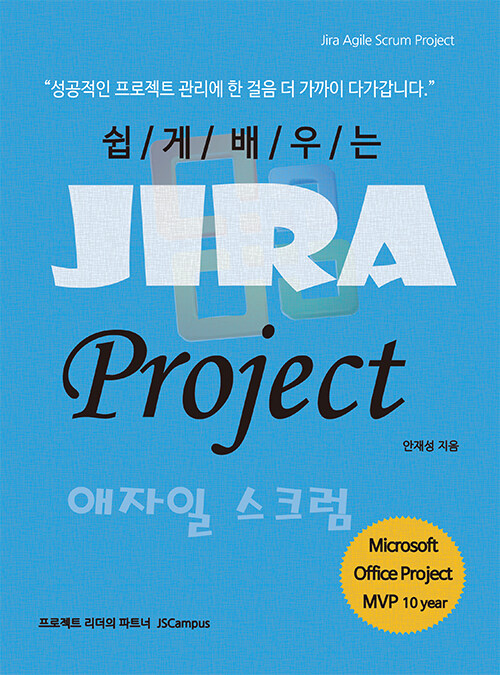 Jira Agile Scrum Project
“성공적인 프로젝트 관리에 한 걸음 더 가까이 다가갑니다.”
쉽/게/배/우/는
JIRA
Project
안재성 지음
애자일 스크럼
Microsoft
Office Project
MVP 10 year
프로젝트 리더의 파트너 JSCampus